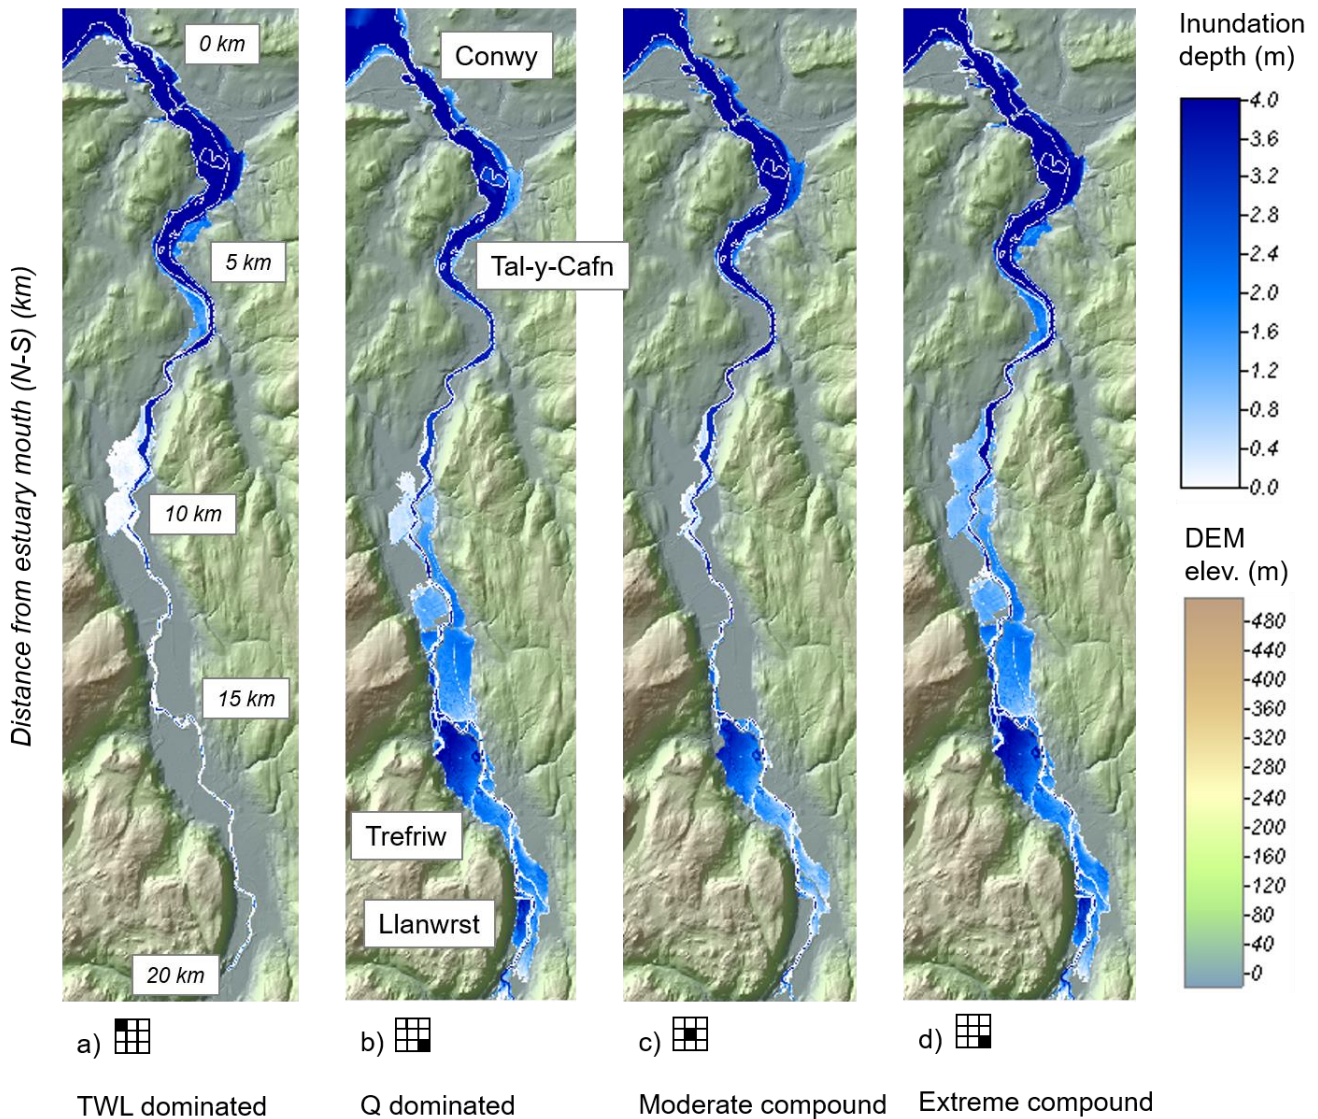 0 km
Conwy
5 km
Tal-y-Cafn
10 km
15 km
Trefriw
Llanwrst
20 km
Distance from estuary mouth (N-S) (km)
Inundation
depth (m)
4.0
3.6
3.2
2.8
2.4
2.0
1.6
1.2
0.8
0.4
0.0
DEM
elev. (m)
480
440
400
360
320
280
240
200
160
120
80
40
0
a)
b)
c)
d)
TWL dominated
Q dominated
Moderate compound
Extreme compound